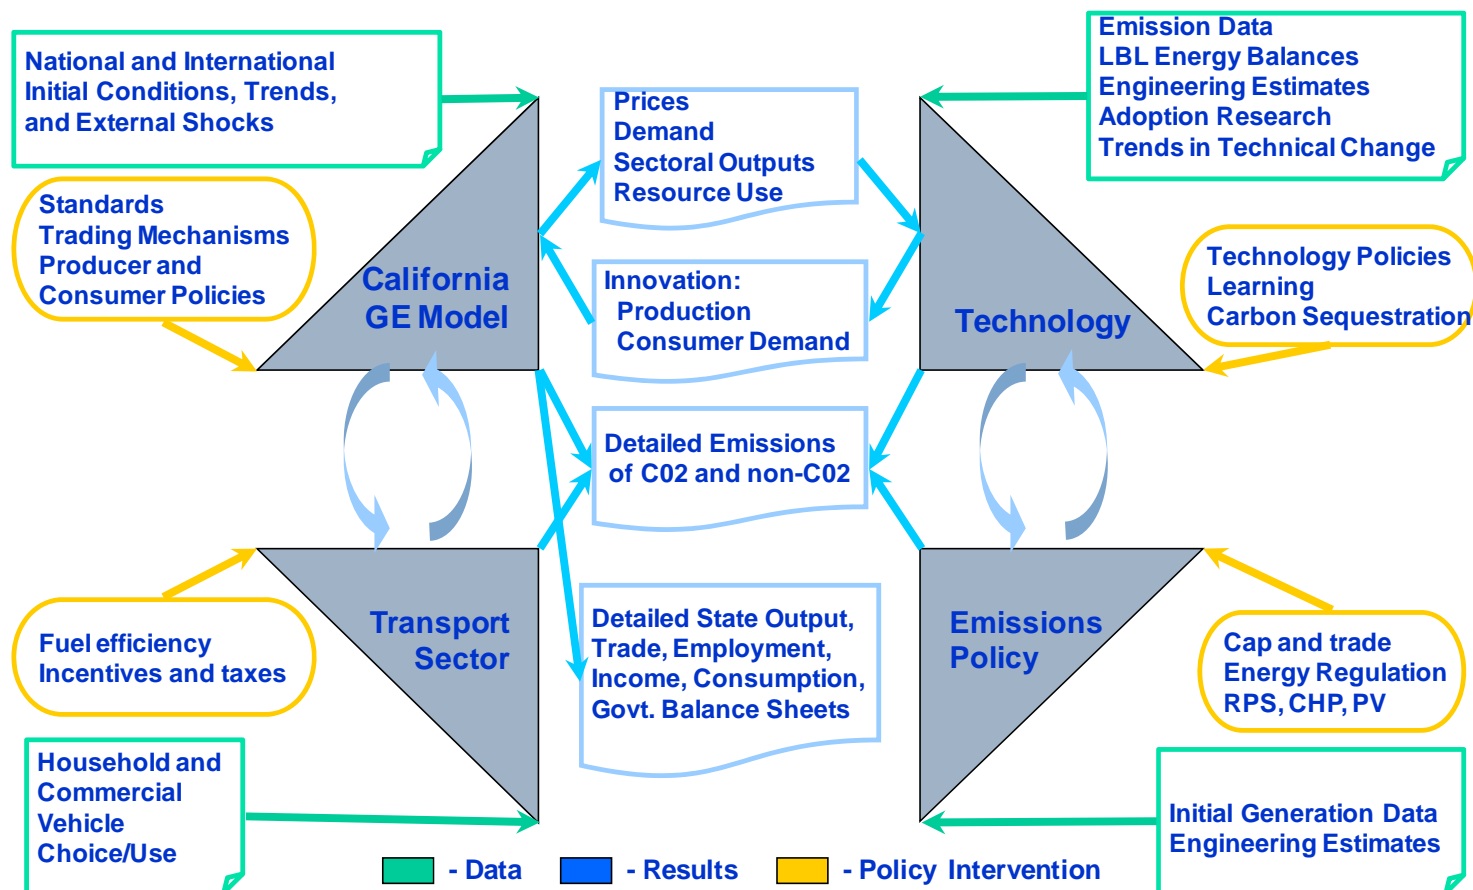 National and International
Initial Conditions, Trends,
and External Shocks
Emission Data
LBL Energy Balances
Engineering Estimates
Adoption Research
Trends in Technical Change
Prices
Demand
Sectoral Outputs
Resource Use
Standards
Trading Mechanisms
Producer and
Consumer Policies
California
GE Model
Innovation:
Production
Consumer Demand
Technology
Technology Policies
Learning
Carbon Sequestration
Detailed Emissions
of C02 and non-C02
Transport
Sector
Detailed State Output,
Trade, Employment,
Income, Consumption,
Govt. Balance Sheets
Emissions
Policy
Fuel efficiency
Incentives and taxes
Cap and trade
Energy Regulation
RPS, CHP, PV
Household and
Commercial
Vehicle
Choice/Use
Initial Generation Data
Engineering Estimates
- Data
- Results
- Policy Intervention